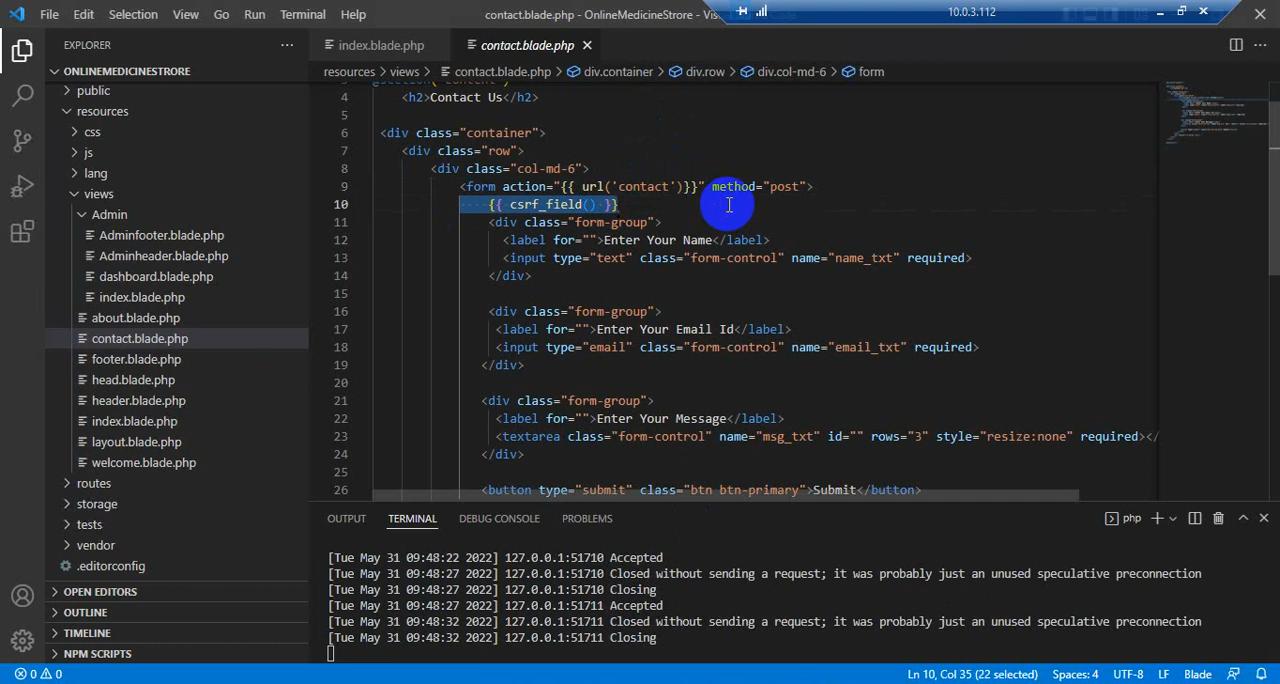 File Edit Selection View Go Run Terminal Help
contact.blade.php - OnlineMedicineStrore - Vis
10.0.3.112
EXPLORER
ONLINEMEDICINESTRORE
public
resources
css
js
lang
views
Admin
Adminfooter.blade.php
Adminheader.blade.php
dashboard.blade.php
index.blade.php
about.blade.php
contact.blade.php
footer.blade.php
head.blade.php
header.blade.php
index.blade.php
layout.blade.php
welcome.blade.php
routes
storage
tests
vendor
.editorconfig
OPEN EDITORS
OUTLINE
TIMELINE
NPM SCRIPTS
index.blade.php contact.blade.php
resources > views > contact.blade.php > div.container > div.row > div.col-md-6 > form
4 <h2>Contact Us</h2>
5
6 <div class="container">
7 <div class="row">
8 <div class="col-md-6">
9 <form action="{{ url('contact')}}" method="post">
10 {{ csrf_field() }}
11 <div class="form-group">
12 <label for="">Enter Your Name</label>
13 <input type="text" class="form-control" name="name_txt" required>
14 </div>
15
16 <div class="form-group">
17 <label for="">Enter Your Email Id</label>
18 <input type="email" class="form-control" name="email_txt" required>
19 </div>
20
21 <div class="form-group">
22 <label for="">Enter Your Message</label>
23 <textarea class="form-control" name="msg_txt" id="" rows="3" style="resize:none" required></
24 </div>
25
26 <button type="submit" class="btn btn-primary">Submit</button>
OUTPUT TERMINAL DEBUG CONSOLE PROBLEMS
php
[Tue May 31 09:48:22 2022] 127.0.0.1:51710 Accepted
[Tue May 31 09:48:27 2022] 127.0.0.1:51710 Closed without sending a request; it was probably just an unused speculative preconnection
[Tue May 31 09:48:27 2022] 127.0.0.1:51710 Closing
[Tue May 31 09:48:27 2022] 127.0.0.1:51711 Accepted
[Tue May 31 09:48:32 2022] 127.0.0.1:51711 Closed without sending a request; it was probably just an unused speculative preconnection
[Tue May 31 09:48:32 2022] 127.0.0.1:51711 Closing
0 0
Ln 10, Col 35 (22 selected) Spaces: 4 UTF-8 LF Blade